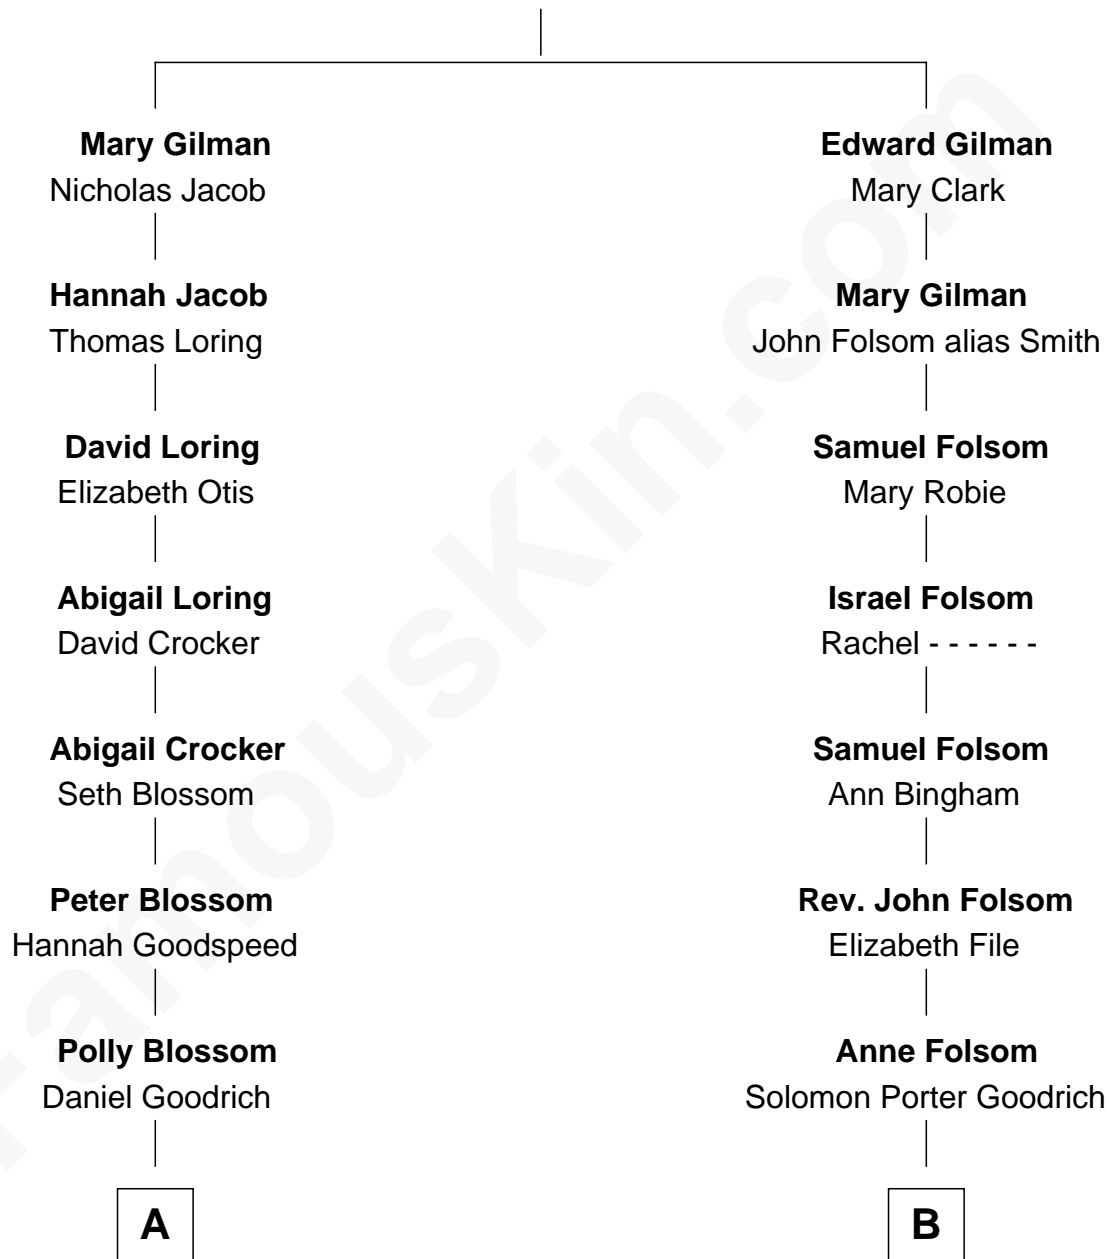 Mary Gilman
Nicholas Jacob
Hannah Jacob
Thomas Loring
David Loring
Elizabeth Otis
Abigail Loring
David Crocker
Abigail Crocker
Seth Blossom
Peter Blossom
Hannah Goodspeed
Polly Blossom
Daniel Goodrich
A
Edward Gilman
Mary Clark
Mary Gilman
John Folsom alias Smith
Samuel Folsom
Mary Robie
Israel Folsom
Rachel - - - - - -
Samuel Folsom
Ann Bingham
Rev. John Folsom
Elizabeth File
Anne Folsom
Solomon Porter Goodrich
B
FamousKin.com